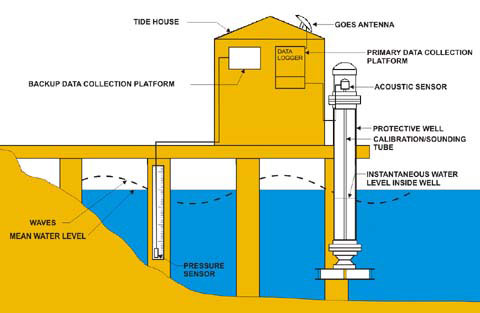 TIDE HOUSE
GOES ANTENNA
DATA
LOGGER
PRIMARY DATA COLLECTION
PLATFORM
BACKUP DATA COLLECTION PLATFORM
ACOUSTIC SENSOR
PROTECTIVE WELL
CALIBRATION/SOUNDING
TUBE
INSTANTANEOUS WATER
LEVEL INSIDE WELL
WAVES
MEAN WATER LEVEL
PRESSURE
SENSOR